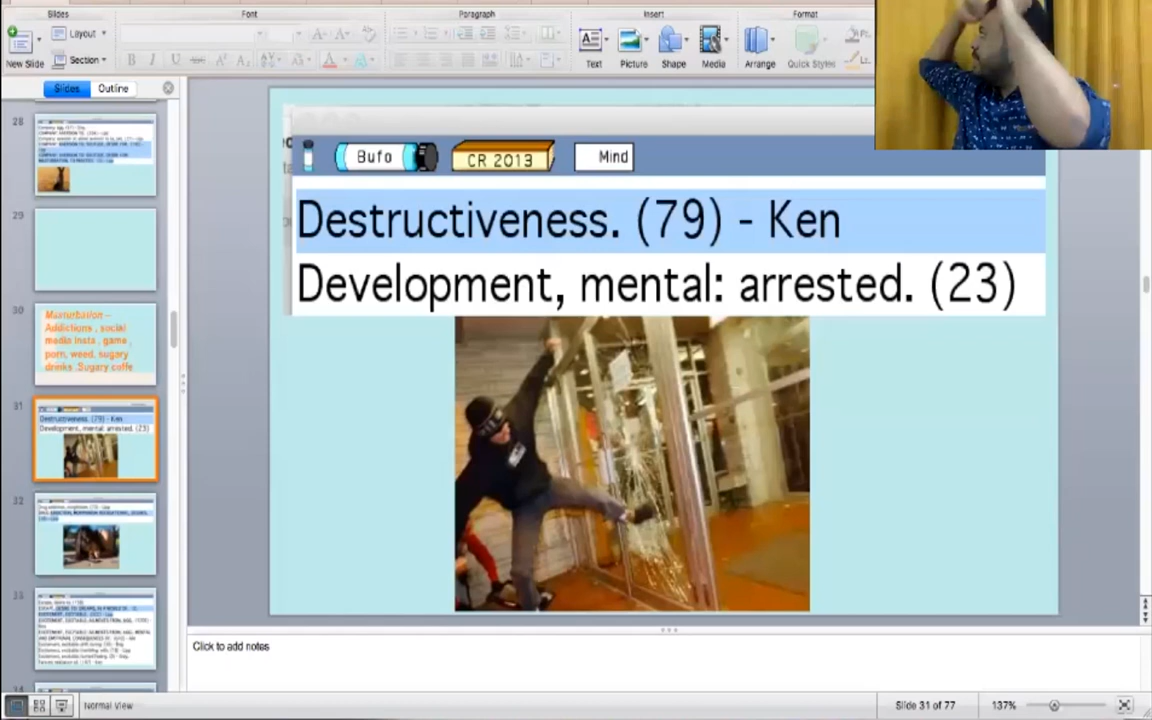 Slides
Font
Paragraph
Insert
Format
New Slide
Layout
Section
B I U
Text
Picture
Shape
Media
Arrange
Quick Styles
Slides
Outline
28
29
30
Masturbation –
Addictions , social
media insta , game ,
porn, weed, sugary
drinks .Sugary coffe
31
Destructiveness. (79) - Ken
Development, mental: arrested. (23)
32
33
Bufo
CR 2013
Mind
Destructiveness. (79) - Ken
Development, mental: arrested. (23)
Click to add notes
Normal View
Slide 31 of 77
137%